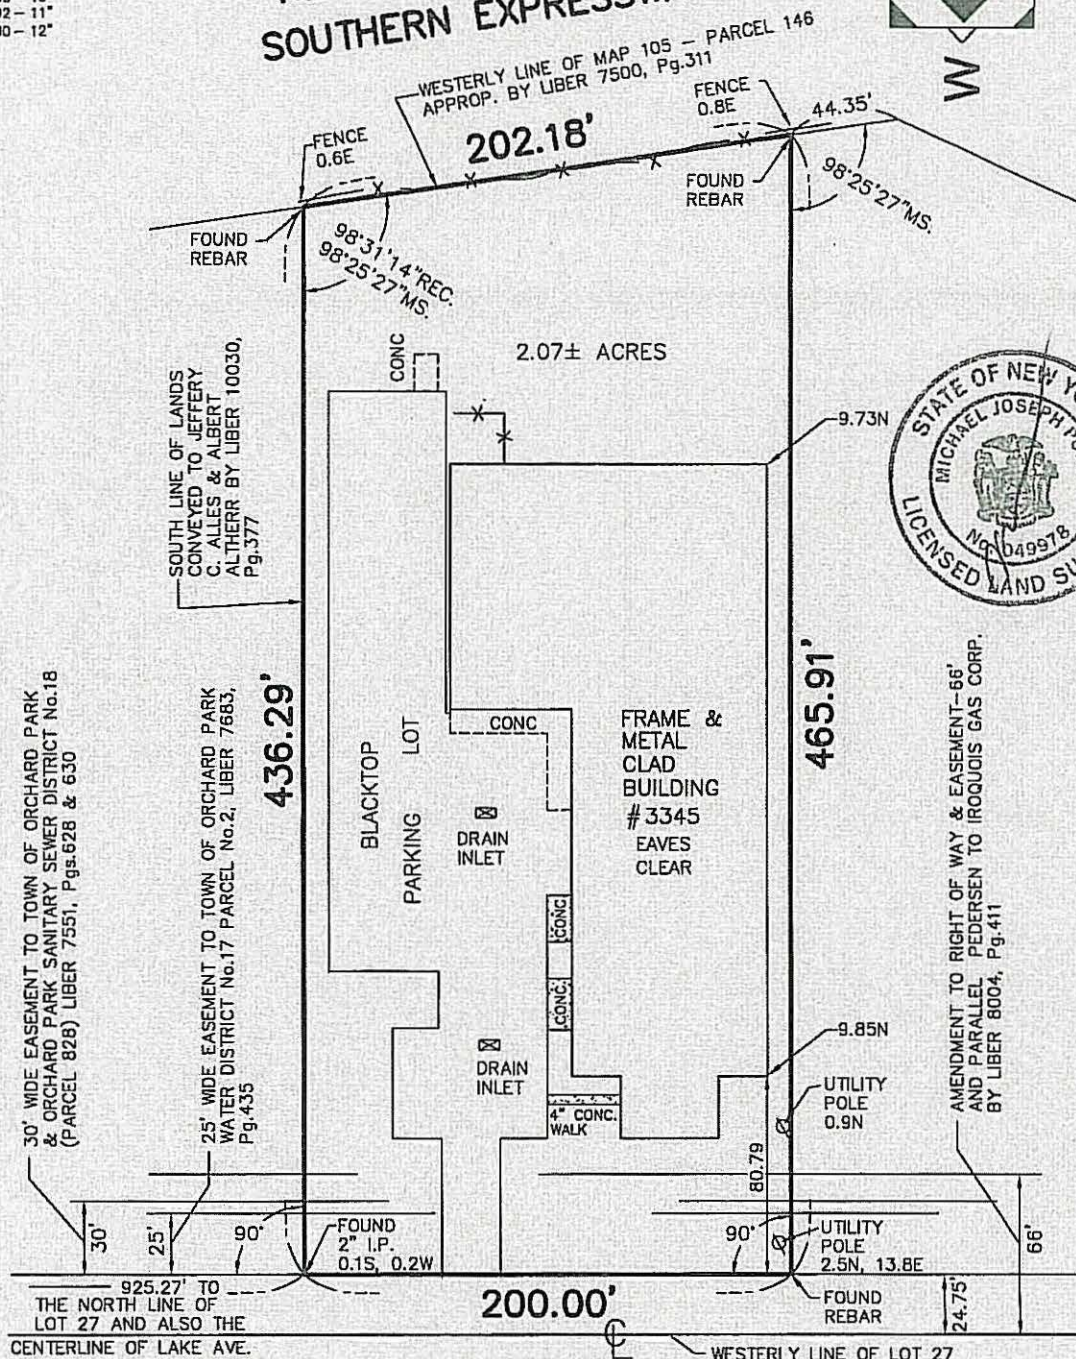 02 - 11"
0 - 12"
SOUTHERN
WESTERLY LINE OF MAP 105 - PARCEL 146
APPROP. BY LIBER 7500, Pg.311
W
FENCE
0.6E
202.18'
FENCE
0.8E
44.35'
FOUND
REBAR
98°31'14"REC.
98°25'27"MS.
FOUND
REBAR
98°25'27"MS.
2.07± ACRES
CONC
SOUTH LINE OF LANDS
CONVEYED TO JEFFERY
C. ALLES & ALBERT
ALTHERR BY LIBER 10030,
Pg.377
9.73N
STATE OF NEW
MICHAEL JOSEPH
No. 049978
LICENSED LAND
436.29'
465.91'
BLACKTOP
PARKING LOT
CONC
DRAIN
INLET
FRAME &
METAL
CLAD
BUILDING
#3345
EAVES
CLEAR
CONC
CONC
DRAIN
INLET
4" CONC.
WALK
9.85N
UTILITY
POLE
0.9N
80.79
30' WIDE EASEMENT TO TOWN OF ORCHARD PARK
& ORCHARD PARK SANITARY SEWER DISTRICT No.18
(PARCEL 828) LIBER 7551, Pgs.628 & 630
25' WIDE EASEMENT TO TOWN OF ORCHARD PARK
WATER DISTRICT No.17 PARCEL No.2, LIBER 7683,
Pg.435
AMENDMENT TO RIGHT OF WAY & EASEMENT-66'
AND PARALLEL PEDERSEN TO IROQUOIS GAS CORP.
BY LIBER 8004, Pg.411
30'
25'
90°
FOUND
2" I.P.
0.1S, 0.2W
90°
UTILITY
POLE
2.5N, 13.8E
66'
925.27' TO
THE NORTH LINE OF
LOT 27 AND ALSO THE
CENTERLINE OF LAKE AVE.
200.00'
FOUND
REBAR
24.75'
℄
WESTERLY LINE OF LOT 27